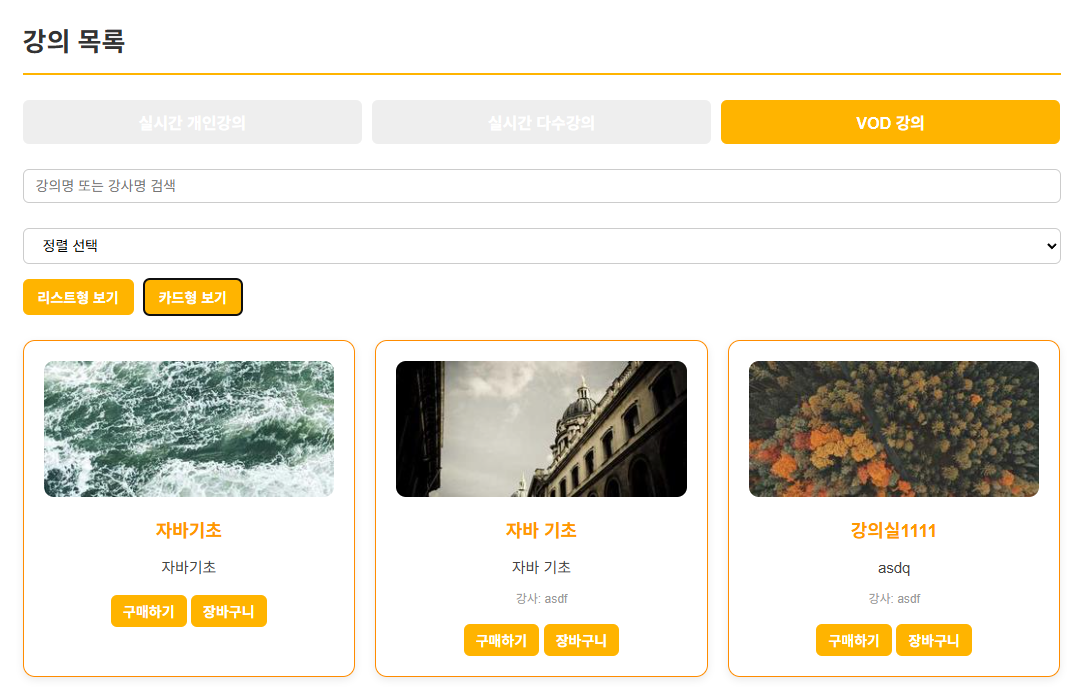 강의 목록
실시간 개인강의 실시간 다수강의 VOD 강의
강의명 또는 강사명 검색
정렬 선택
리스트형 보기 카드형 보기
자바기초
자바기초
구매하기 장바구니
자바 기초
자바 기초
강사: asdf
구매하기 장바구니
강의실1111
asdq
강사: asdf
구매하기 장바구니